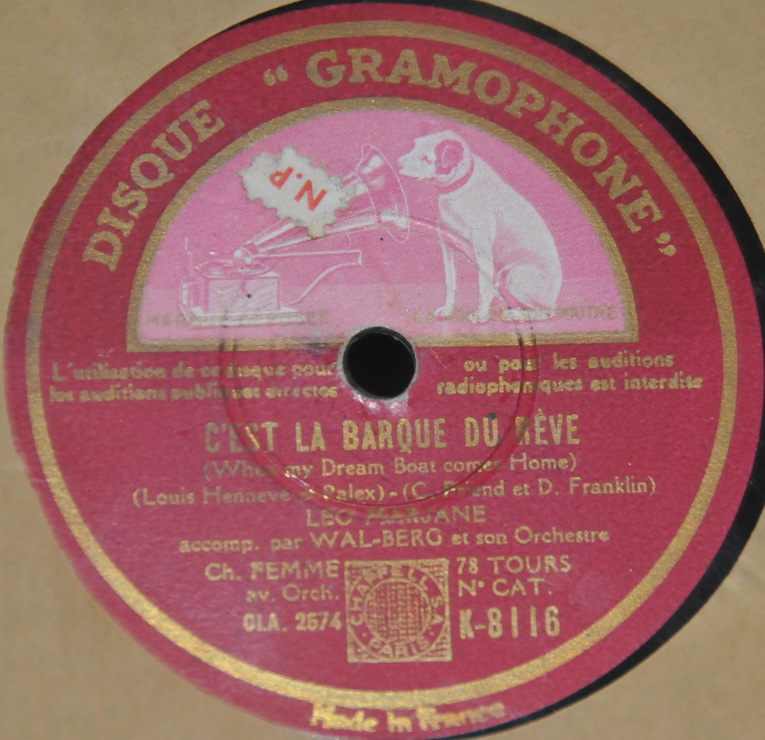 DISQUE “GRAMOPHONE”
N.P.
L'utilisation de ce disque pour ou pour les auditions
les auditions publiques directes radiophoniques est interdite
C'EST LA BARQUE DU RÊVE
(When my Dream Boat comes Home)
(Louis Henneve et Palex) - (C. Friend et D. Franklin)
LEO MARJANE
accomp. par WAL-BERG et son Orchestre
Ch. FEMME 78 TOURS
av. Orch. N° CAT.
CLA. 2574 K-8116
CHAPPELL S.A.
PARIS
Made in France